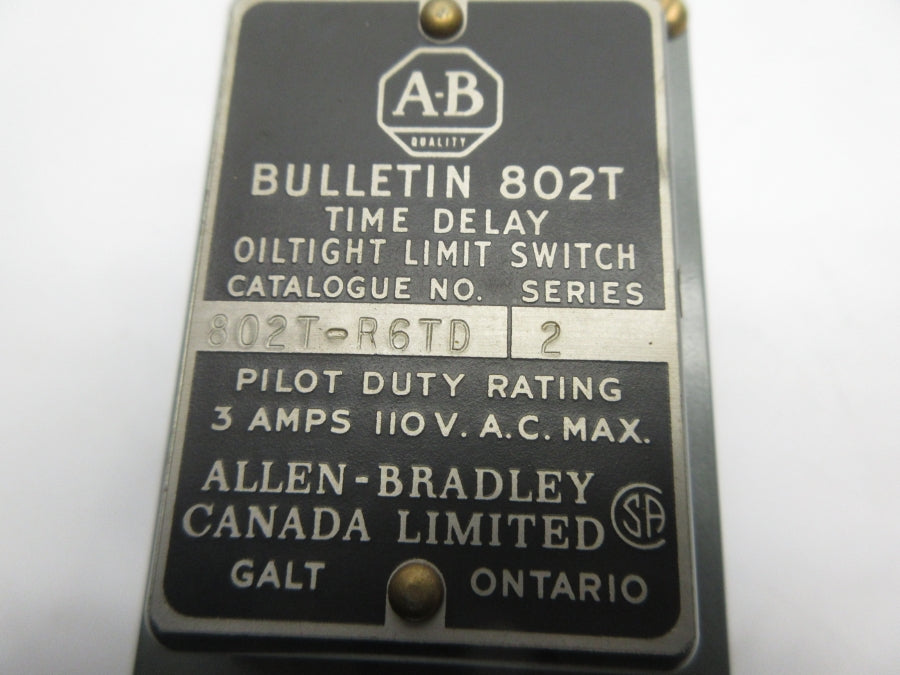 A-B
QUALITY
BULLETIN 802T
TIME DELAY
OILTIGHT LIMIT SWITCH
CATALOGUE NO. SERIES
802T-R6TD 2
PILOT DUTY RATING
3 AMPS 110 V. A.C. MAX.
ALLEN-BRADLEY
CANADA LIMITED SA
GALT ONTARIO